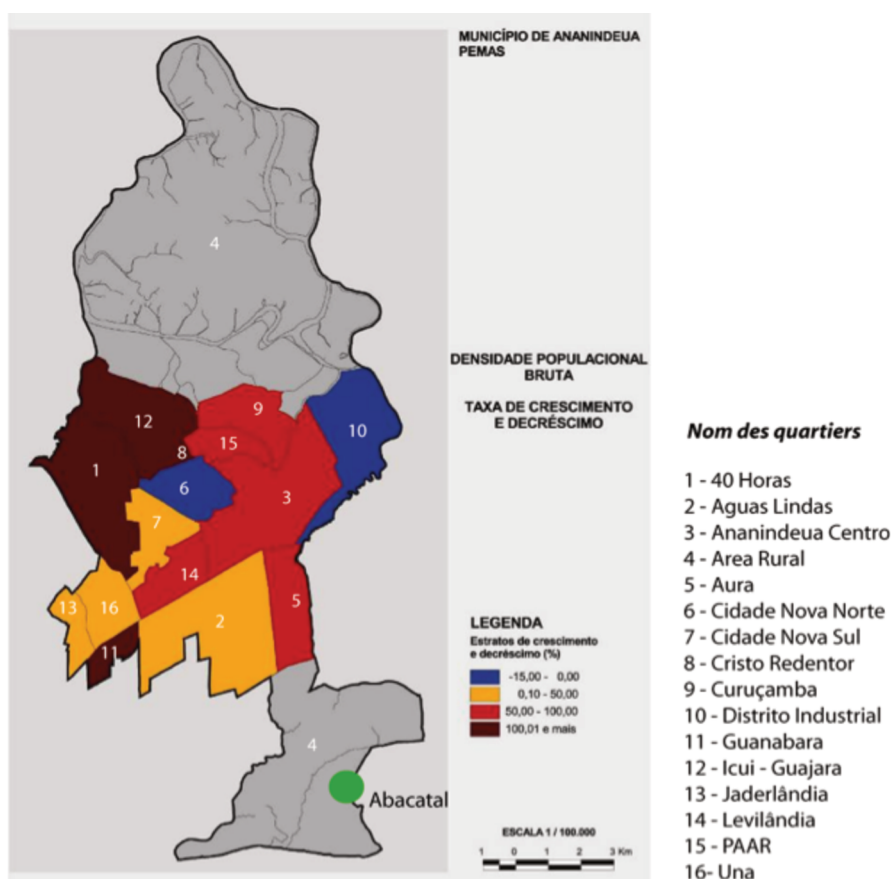 MUNICÍPIO DE ANANINDEUA
PEMAS
4
DENSIDADE POPULACIONAL
BRUTA
TAXA DE CRESCIMENTO
E DECRÉSCIMO
12
9
10
15
8
1
6
3
7
14
13
16
2
5
11
4
Abacatal
LEGENDA
Estratos de crescimento
e decréscimo (%)
-15,00 - 0,00
0,10 - 50,00
50,00 - 100,00
100,01 e mais
ESCALA 1 / 100.000
1 0 1 2 3 Km
Nom des quartiers
1 - 40 Horas
2 - Aguas Lindas
3 - Ananindeua Centro
4 - Area Rural
5 - Aura
6 - Cidade Nova Norte
7 - Cidade Nova Sul
8 - Cristo Redentor
9 - Curuçamba
10 - Distrito Industrial
11 - Guanabara
12 - Icui - Guajara
13 - Jaderlândia
14 - Levilândia
15 - PAAR
16- Una